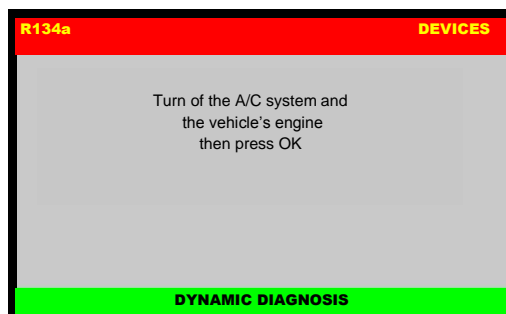 R134a DEVICES
Turn of the A/C system and
the vehicle's engine
then press OK
DYNAMIC DIAGNOSIS